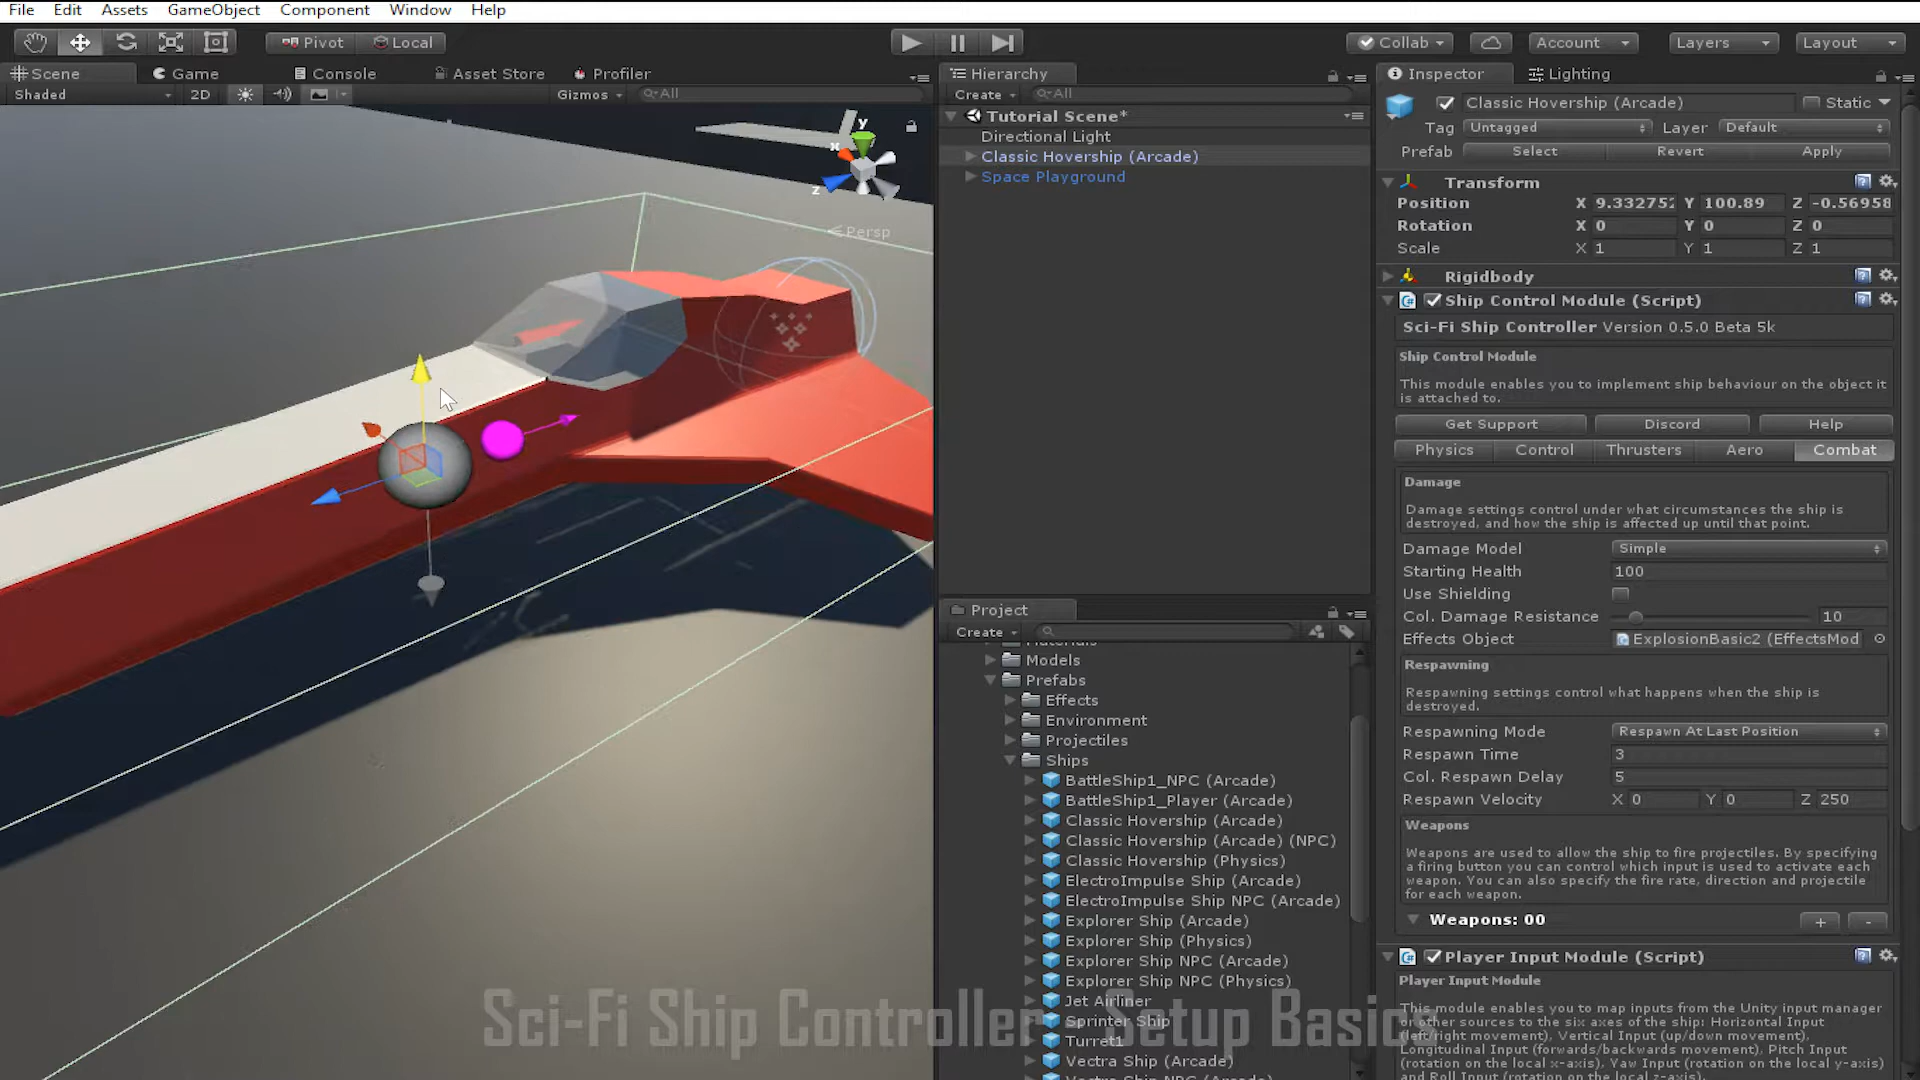 File Edit Assets GameObject Component Window Help
Pivot Local Collab Account Layers Layout
Scene Game Console Asset Store Profiler
Shaded 2D Gizmos All
y
x
z
Persp
Hierarchy
Create All
Tutorial Scene*
Directional Light
Classic Hovership (Arcade)
Space Playground
Project
Create
Materials
Models
Prefabs
Effects
Environment
Projectiles
Ships
BattleShip1_NPC (Arcade)
BattleShip1_Player (Arcade)
Classic Hovership (Arcade)
Classic Hovership (Arcade) (NPC)
Classic Hovership (Physics)
ElectroImpulse Ship (Arcade)
ElectroImpulse Ship NPC (Arcade)
Explorer Ship (Arcade)
Explorer Ship (Physics)
Explorer Ship NPC (Arcade)
Explorer Ship NPC (Physics)
Jet Airliner
Sprinter Ship
Turret1
Vectra Ship (Arcade)
Vectra Ship NPC (Arcade)
Inspector Lighting
Classic Hovership (Arcade) Static
Tag Untagged Layer Default
Prefab Select Revert Apply
Transform
Position X 9.332752 Y 100.89 Z -0.56958
Rotation X 0 Y 0 Z 0
Scale X 1 Y 1 Z 1
Rigidbody
Ship Control Module (Script)
Sci-Fi Ship Controller Version 0.5.0 Beta 5k
Ship Control Module
This module enables you to implement ship behaviour on the object it
is attached to.
Get Support Discord Help
Physics Control Thrusters Aero Combat
Damage
Damage settings control under what circumstances the ship is
destroyed, and how the ship is affected up until that point.
Damage Model Simple
Starting Health 100
Use Shielding
Col. Damage Resistance 10
Effects Object ExplosionBasic2 (EffectsMod
Respawning
Respawning settings control what happens when the ship is
destroyed.
Respawning Mode Respawn At Last Position
Respawn Time 3
Col. Respawn Delay 5
Respawn Velocity X 0 Y 0 Z 250
Weapons
Weapons are used to allow the ship to fire projectiles. By specifying
a firing button you can control which input is used to activate each
weapon. You can also specify the fire rate, direction and projectile
for each weapon.
Weapons: 00 + -
Player Input Module (Script)
Player Input Module
This module enables you to map inputs from the Unity input manager
or other sources to the six axes of the ship: Horizontal Input
(left/right movement), Vertical Input (up/down movement),
Longitudinal Input (forwards/backwards movement), Pitch Input
(rotation on the local x-axis), Yaw Input (rotation on the local y-axis)
and Roll Input (rotation on the local z-axis)
Sci-Fi Ship Controller - Setup Basics